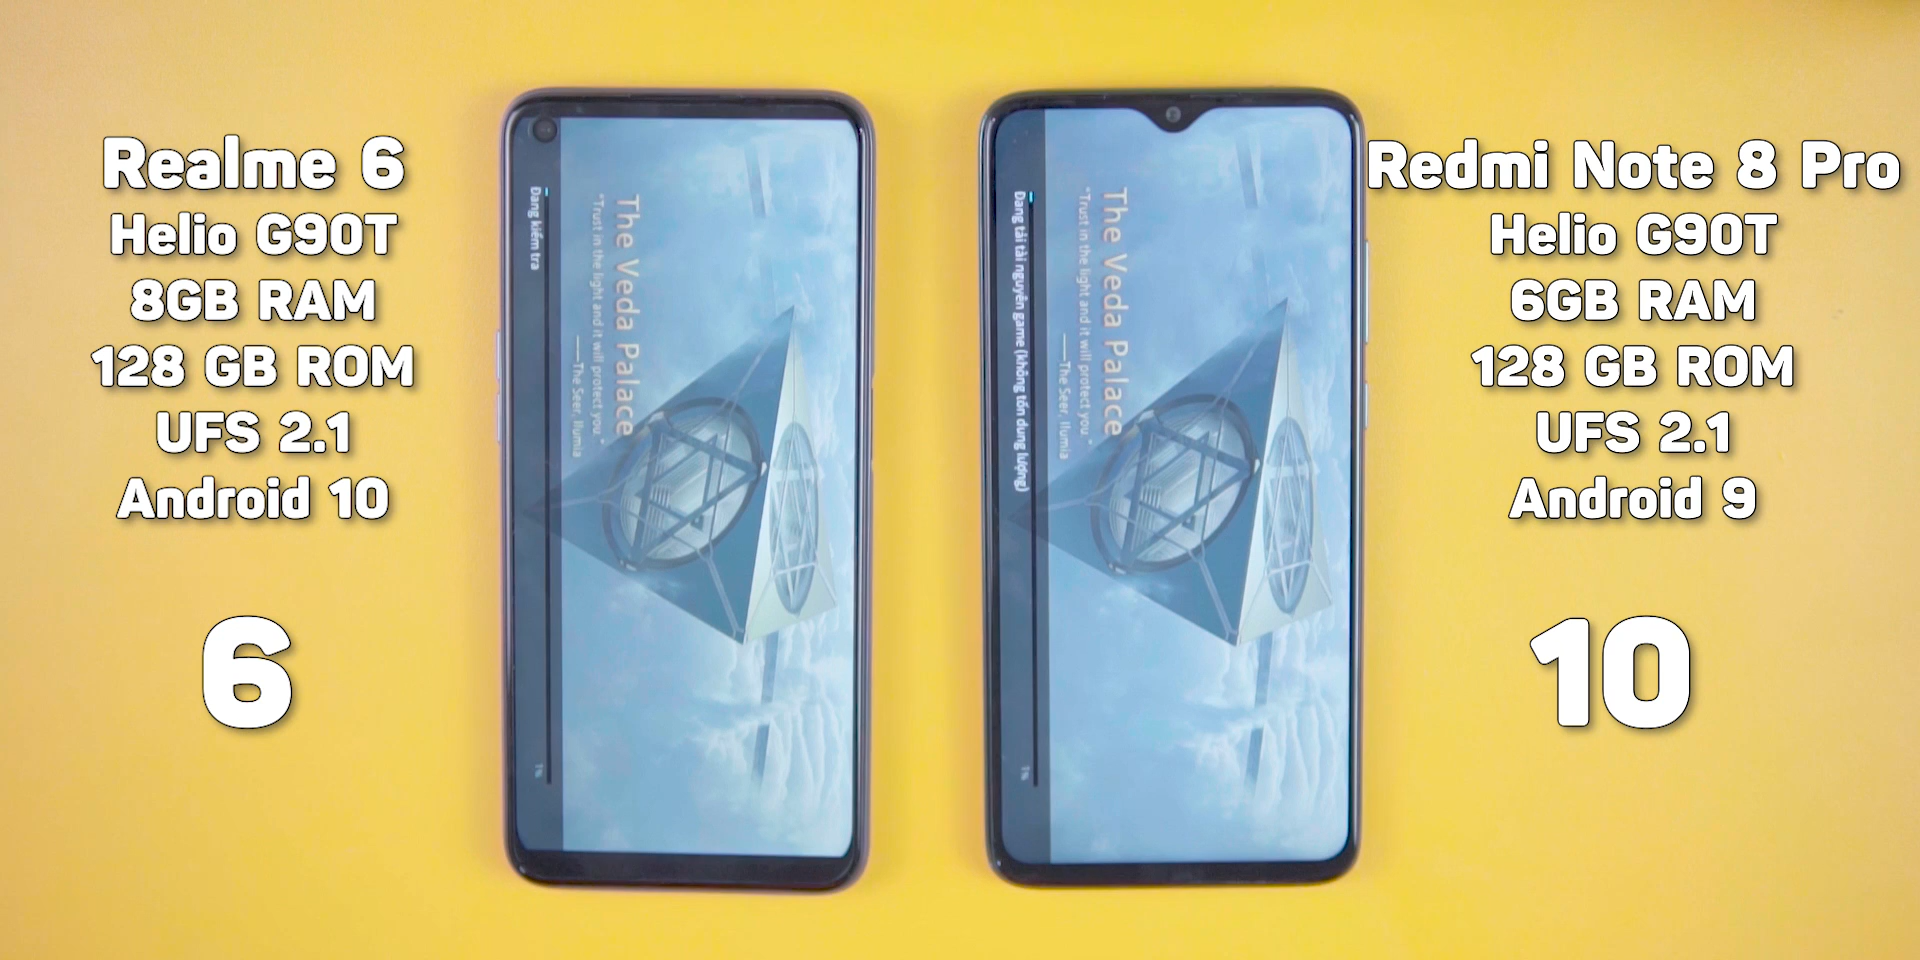 Realme 6
Helio G90T
8GB RAM
128 GB ROM
UFS 2.1
Android 10
6
The Veda Palace
"Trust in the light and it will protect you."
——The Seer, Ilumia
Đang kiểm tra
1%
The Veda Palace
"Trust in the light and it will protect you."
——The Seer, Ilumia
Đang tải tài nguyên game (không tốn dung lượng)
1%
Redmi Note 8 Pro
Helio G90T
6GB RAM
128 GB ROM
UFS 2.1
Android 9
10